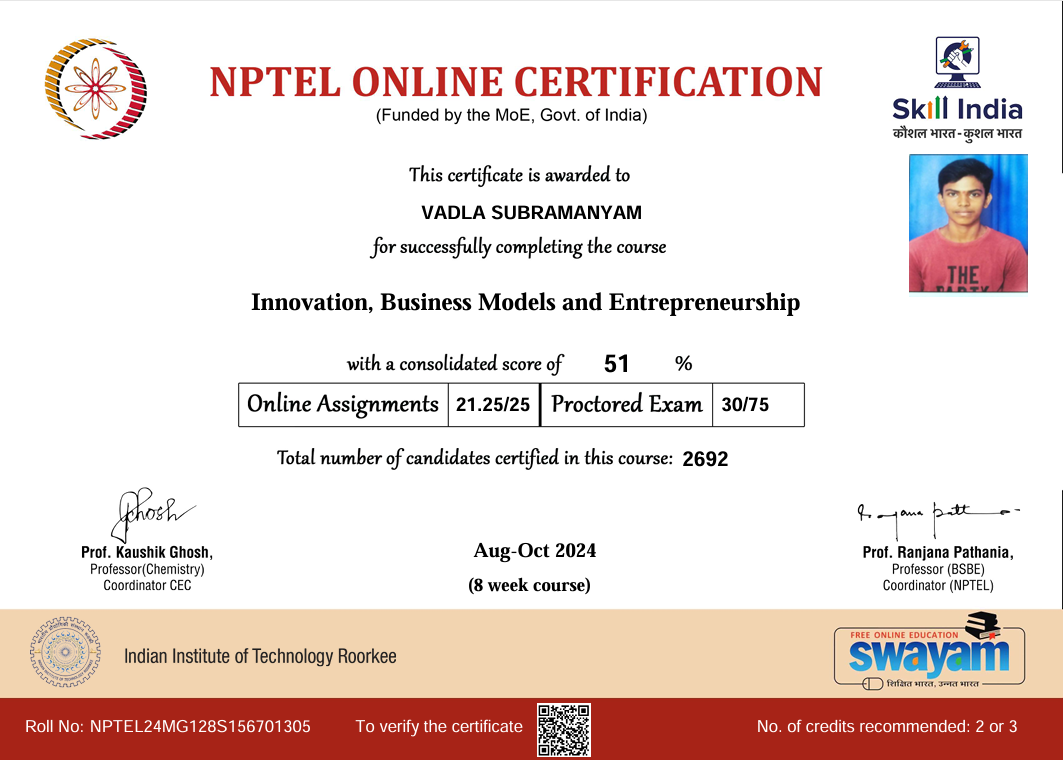 NPTEL ONLINE CERTIFICATION
(Funded by the MoE, Govt. of India)
Skill India
कौशल भारत - कुशल भारत
This certificate is awarded to
VADLA SUBRAMANYAM
for successfully completing the course
THE
PARTY
Innovation, Business Models and Entrepreneurship
with a consolidated score of 51 %
Online Assignments 21.25/25 Proctored Exam 30/75
Total number of candidates certified in this course: 2692
Prof. Kaushik Ghosh,
Professor(Chemistry)
Coordinator CEC
Aug-Oct 2024
(8 week course)
Prof. Ranjana Pathania,
Professor (BSBE)
Coordinator (NPTEL)
Indian Institute of Technology Roorkee
FREE ONLINE EDUCATION
swayam
शिक्षित भारत, उन्नत भारत
Roll No: NPTEL24MG128S156701305 To verify the certificate No. of credits recommended: 2 or 3